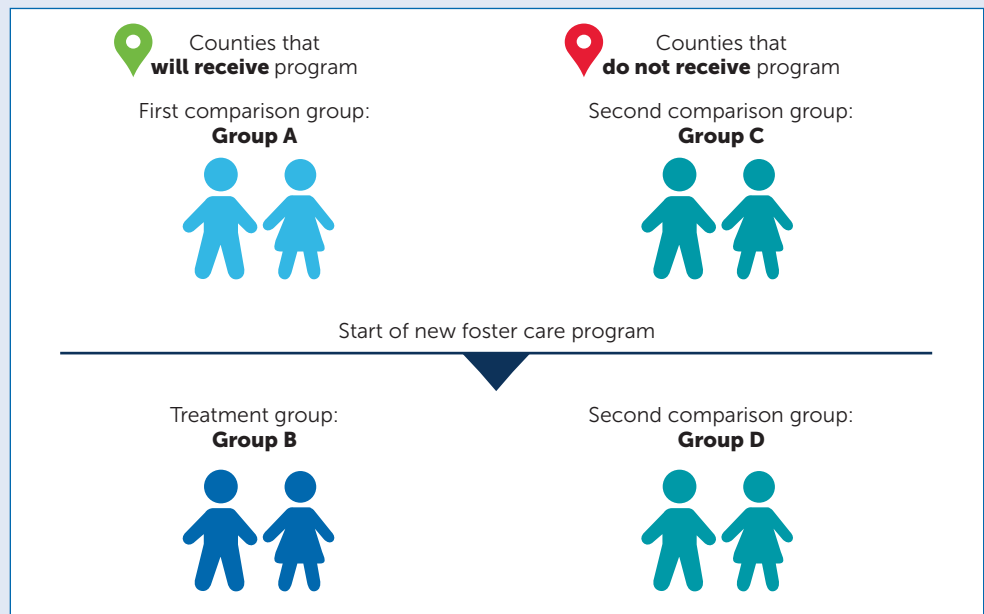 Counties that
will receive program
First comparison group:
Group A
Counties that
do not receive program
Second comparison group:
Group C
Start of new foster care program
Treatment group:
Group B
Second comparison group:
Group D